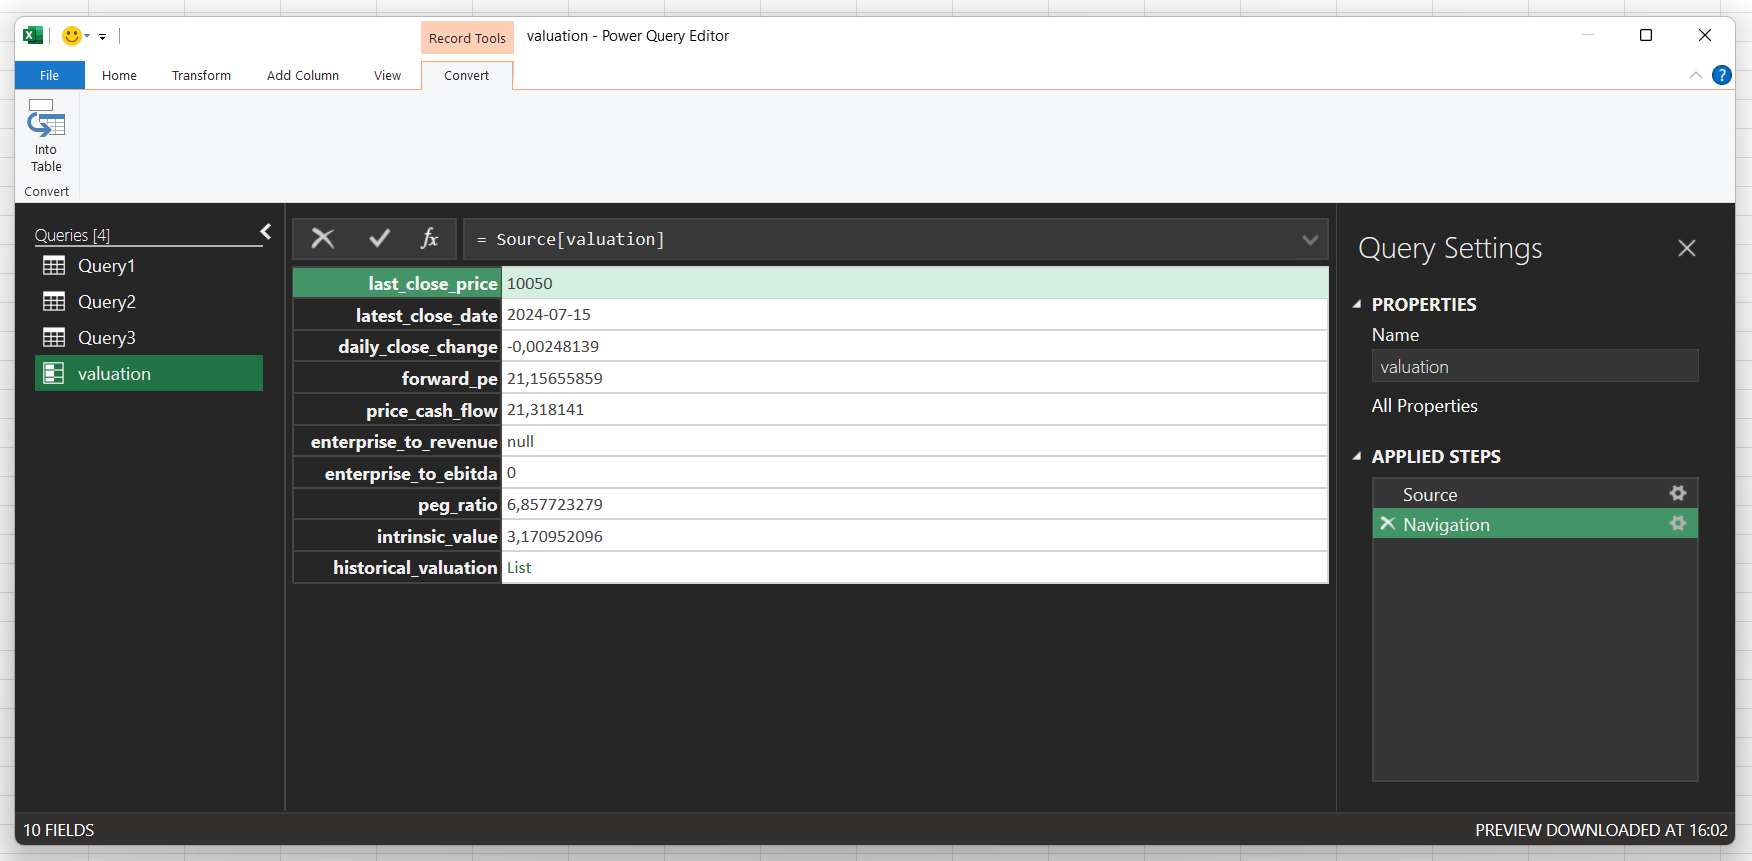 Record Tools
valuation - Power Query Editor
File
Home
Transform
Add Column
View
Convert
?
Into
Table
Convert
Queries [4]
Query1
Query2
Query3
valuation
fx
= Source[valuation]
last_close_price 10050
latest_close_date 2024-07-15
daily_close_change -0,00248139
forward_pe 21,15655859
price_cash_flow 21,318141
enterprise_to_revenue null
enterprise_to_ebitda 0
peg_ratio 6,857723279
intrinsic_value 3,170952096
historical_valuation List
Query Settings
PROPERTIES
Name
valuation
All Properties
APPLIED STEPS
Source
Navigation
10 FIELDS
PREVIEW DOWNLOADED AT 16:02